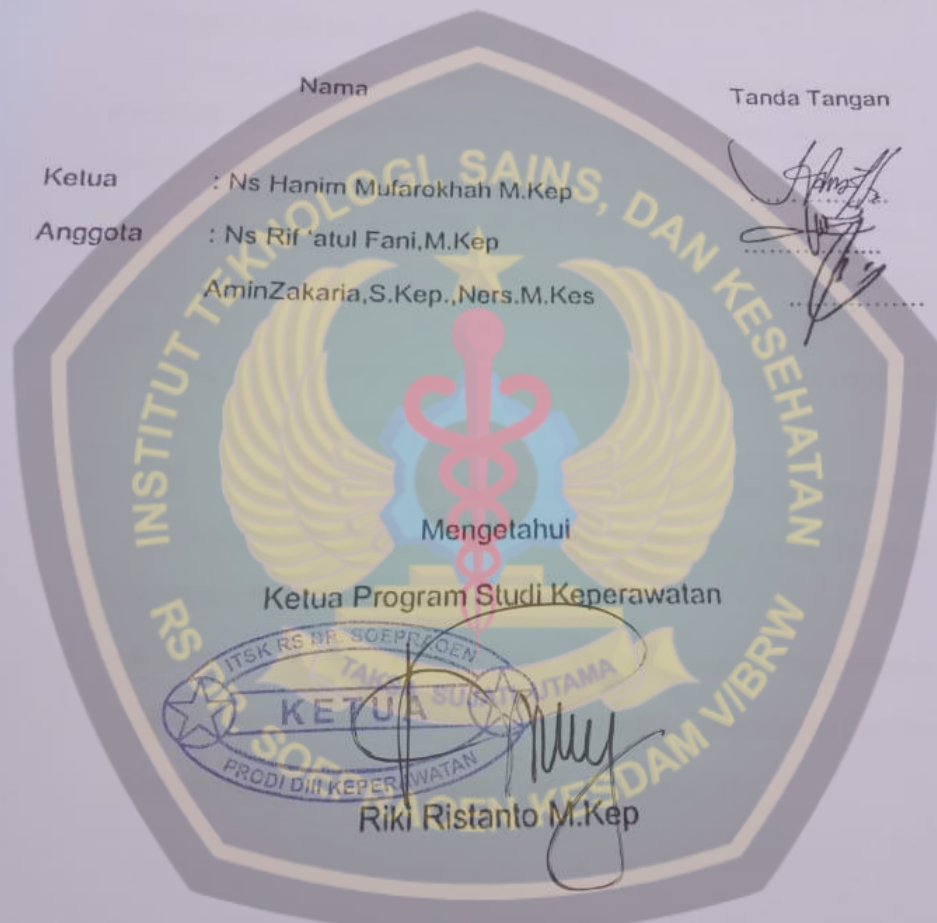 Nama Tanda Tangan
Ketua : Ns Hanim Mufarokhah M.Kep
Anggota : Ns Rif 'atul Fani,M.Kep
AminZakaria,S.Kep.,Ners.M.Kes
Mengetahui
Ketua Program Studi Keperawatan
Riki Ristanto M.Kep
ITSK RS DR. SOEPRAOEN
KETUA
PRODI DIII KEPERAWATAN
INSTITUT TEKNOLOGI SAINS, DAN KESEHATAN
RS DR. SOEPRAOEN KESDAM V/BRW
UTAMA